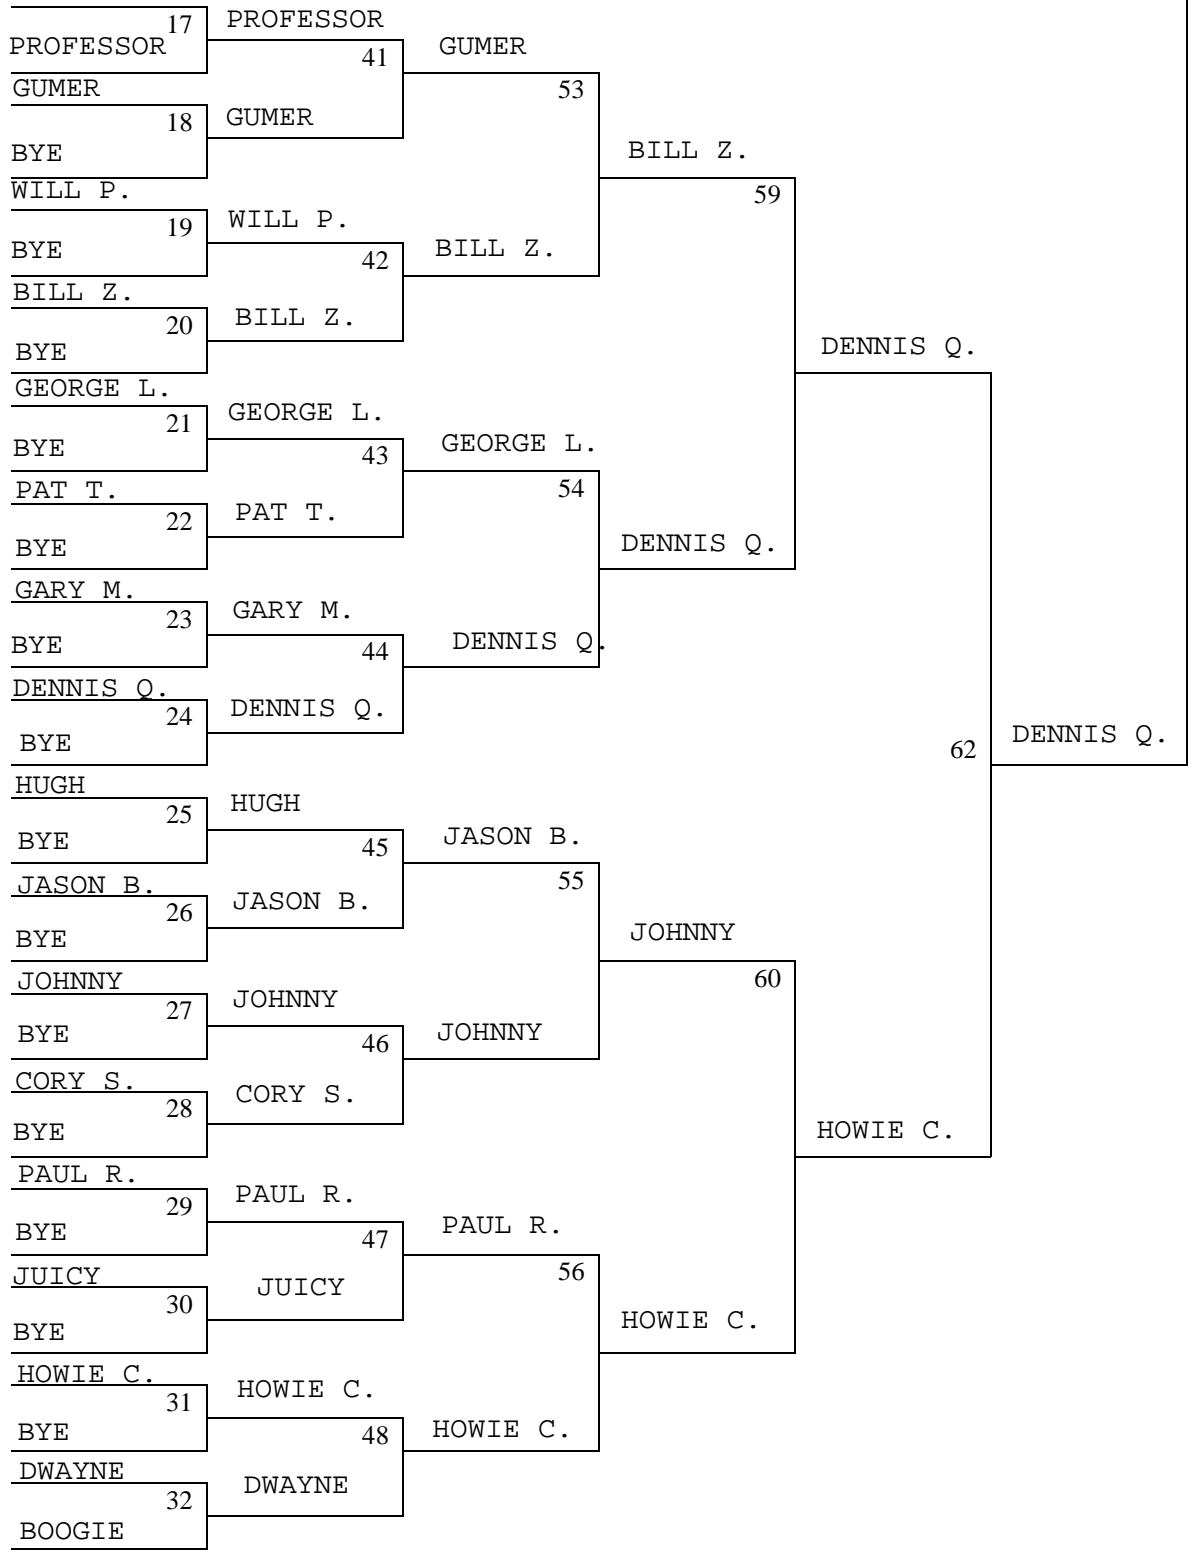 17
PROFESSOR
PROFESSOR
41
GUMER
GUMER
53
18
GUMER
BYE
BILL Z.
WILL P.
59
19
WILL P.
BYE
42
BILL Z.
BILL Z.
20
BILL Z.
BYE
DENNIS Q.
GEORGE L.
21
GEORGE L.
BYE
43
GEORGE L.
PAT T.
54
22
PAT T.
BYE
DENNIS Q.
GARY M.
23
GARY M.
BYE
44
DENNIS Q.
DENNIS Q.
24
DENNIS Q.
BYE
62
DENNIS Q.
HUGH
25
HUGH
BYE
45
JASON B.
JASON B.
55
26
JASON B.
BYE
JOHNNY
JOHNNY
60
27
JOHNNY
BYE
46
JOHNNY
CORY S.
28
CORY S.
BYE
HOWIE C.
PAUL R.
29
PAUL R.
BYE
47
PAUL R.
JUICY
56
30
JUICY
BYE
HOWIE C.
HOWIE C.
31
HOWIE C.
BYE
48
HOWIE C.
DWAYNE
32
DWAYNE
BOOGIE